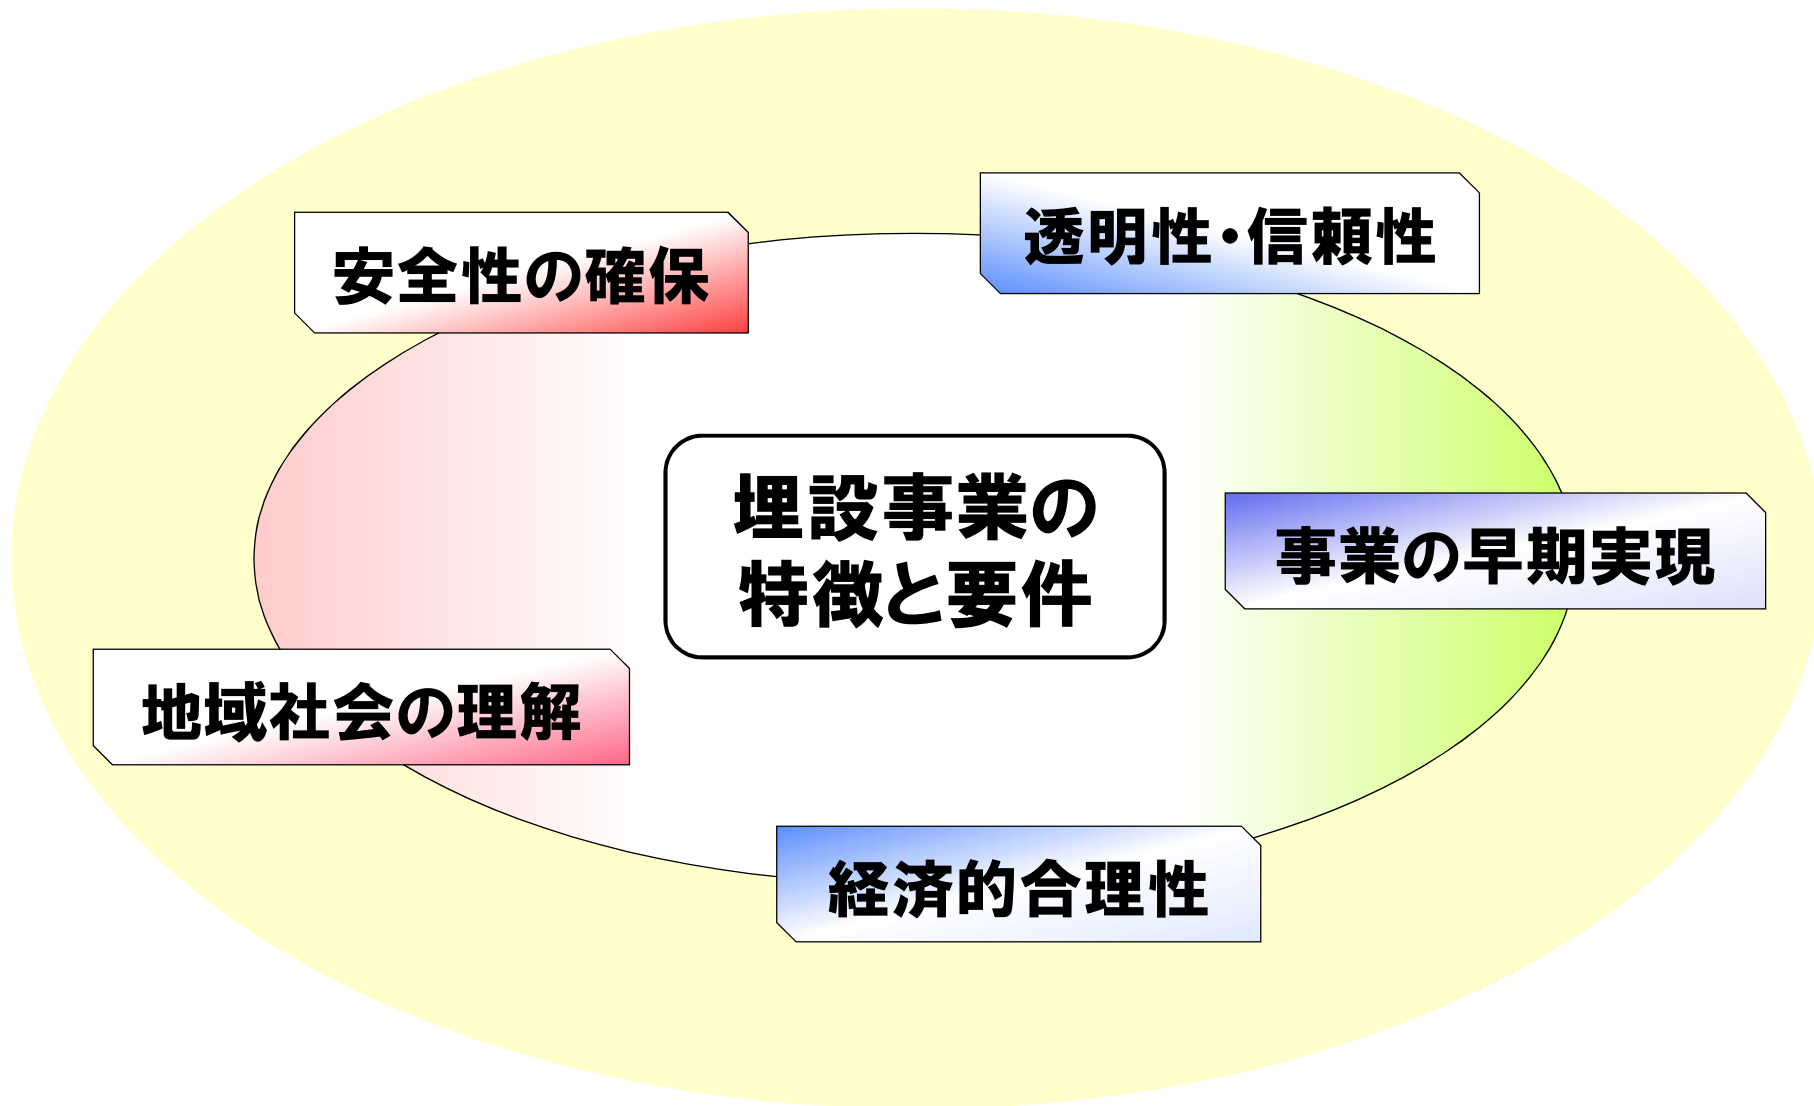 透明性・信頼性
安全性の確保
埋設事業の
特徴と要件
事業の早期実現
地域社会の理解
経済的合理性